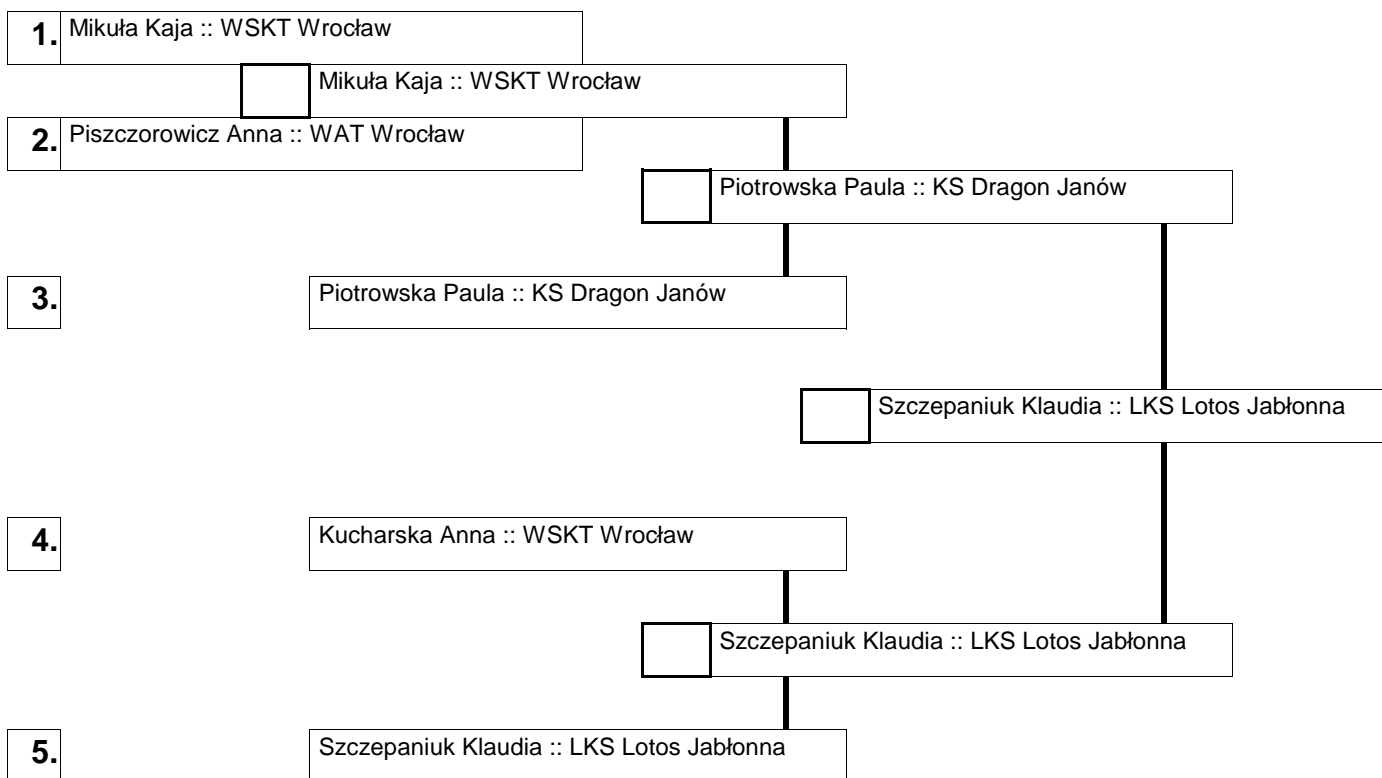 1. Mikuła Kaja :: WSKT Wrocław
Mikuła Kaja :: WSKT Wrocław
2. Piszczorowicz Anna :: WAT Wrocław
Piotrowska Paula :: KS Dragon Janów
3. Piotrowska Paula :: KS Dragon Janów
Szczepaniuk Klaudia :: LKS Lotos Jabłonna
4. Kucharska Anna :: WSKT Wrocław
Szczepaniuk Klaudia :: LKS Lotos Jabłonna
5. Szczepaniuk Klaudia :: LKS Lotos Jabłonna